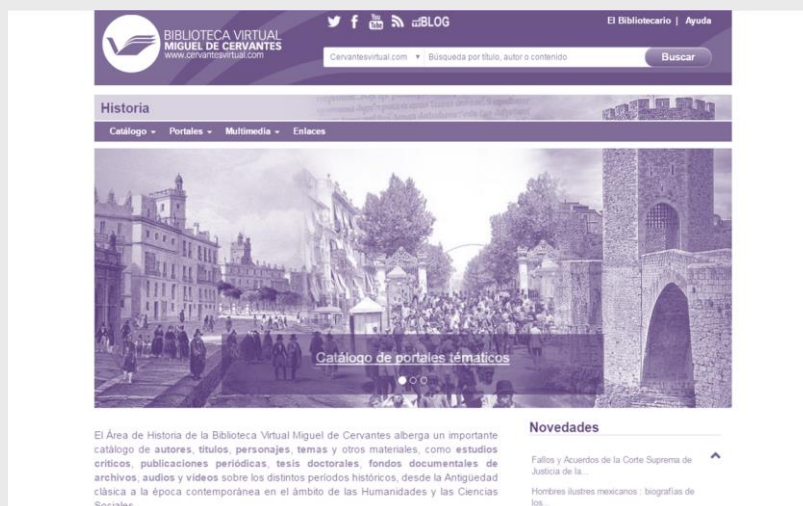 BIBLIOTECA VIRTUAL
MIGUEL DE CERVANTES
www.cervantesvirtual.com
You Tube
BLOG
El Bibliotecario | Ayuda
Cervantesvirtual.com
Búsqueda por título, autor o contenido
Buscar
Historia
Catálogo
Portales
Multimedia
Enlaces
Catálogo de portales temáticos
El Área de Historia de la Biblioteca Virtual Miguel de Cervantes alberga un importante
catálogo de autores, títulos, personajes, temas y otros materiales, como estudios
críticos, publicaciones periódicas, tesis doctorales, fondos documentales de
archivos, audios y vídeos sobre los distintos periodos históricos, desde la Antigüedad
clásica a la época contemporánea en el ámbito de las Humanidades y las Ciencias
Sociales.
Novedades
Fallos y Acuerdos de la Corte Suprema de
Justicia de la...
Hombres ilustres mexicanos : biografías de
los...